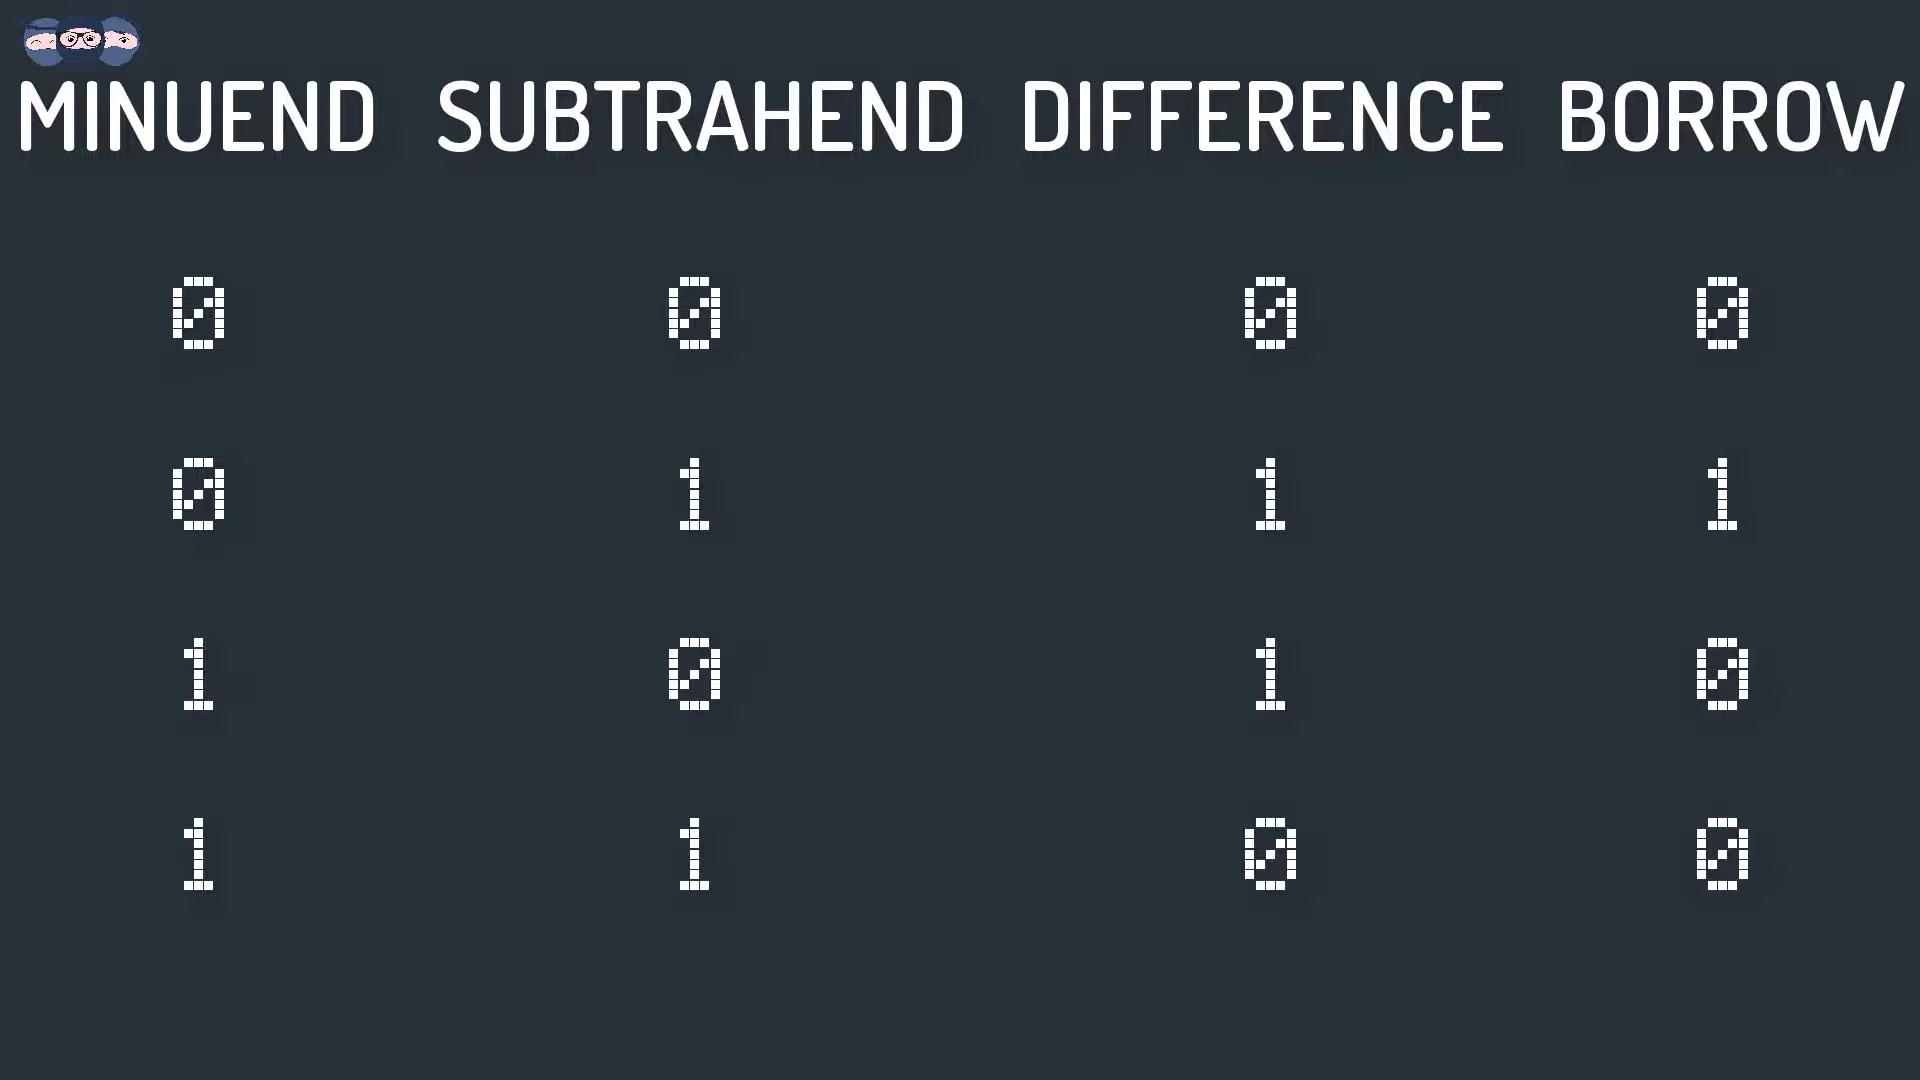 MINUEND SUBTRAHEND DIFFERENCE BORROW
0 0 0 0
0 1 1 1
1 0 1 0
1 1 0 0